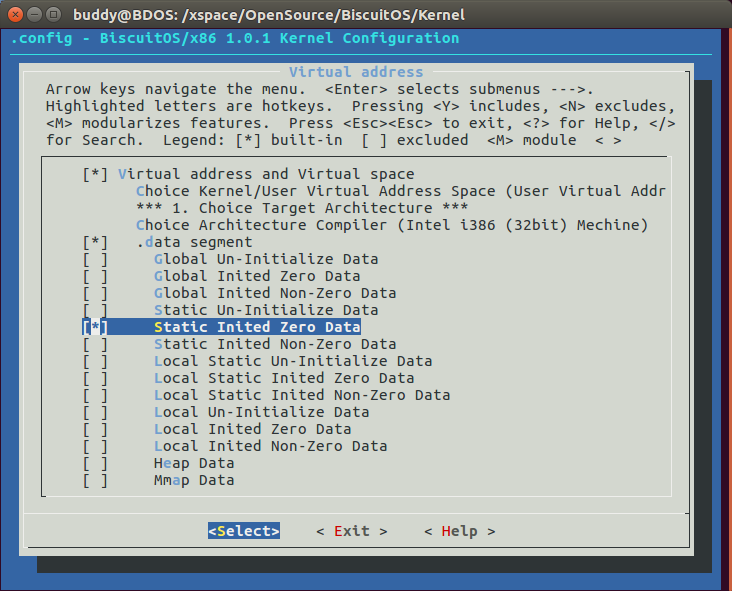 buddy@BDOS: /xspace/OpenSource/BiscuitOS/Kernel
.config - BiscuitOS/x86 1.0.1 Kernel Configuration
Virtual address
Arrow keys navigate the menu.  <Enter> selects submenus --->.
Highlighted letters are hotkeys.  Pressing <Y> includes, <N> excludes,
<M> modularizes features.  Press <Esc><Esc> to exit, <?> for Help, </>
for Search.  Legend: [*] built-in  [ ] excluded  <M> module  < >
[*] Virtual address and Virtual space
Choice Kernel/User Virtual Address Space (User Virtual Addr
*** 1. Choice Target Architecture ***
Choice Architecture Compiler (Intel i386 (32bit) Mechine)
[*]   .data segment
[ ]     Global Un-Initialize Data
[ ]     Global Inited Zero Data
[ ]     Global Inited Non-Zero Data
[ ]     Static Un-Initialize Data
[*]     Static Inited Zero Data
[ ]     Static Inited Non-Zero Data
[ ]     Local Static Un-Initialize Data
[ ]     Local Static Inited Zero Data
[ ]     Local Static Inited Non-Zero Data
[ ]     Local Un-Initialize Data
[ ]     Local Inited Zero Data
[ ]     Local Inited Non-Zero Data
[ ]     Heap Data
[ ]     Mmap Data
<Select>    < Exit >    < Help >